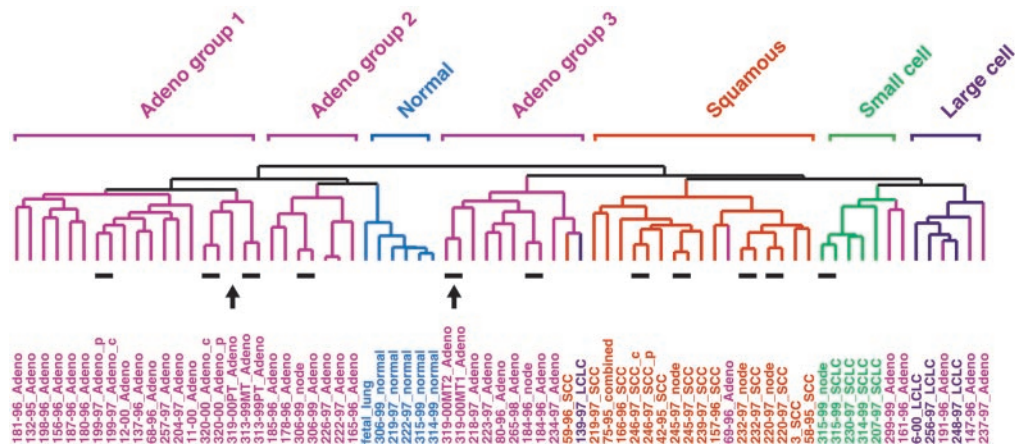 Adeno group 1
Adeno group 2
Normal
Adeno group 3
Squamous
Small cell
Large cell
181-96_Adeno
132-95_Adeno
198-96_Adeno
156-96_Adeno
187-96_Adeno
68-96_Adeno
180-96_Adeno
199-97_Adeno_p
199-97_Adeno_c
12-00_Adeno
137-96_Adeno
68-96_Adeno
257-97_Adeno
204-97_Adeno
11-00_Adeno
320-00_Adeno_c
320-00_Adeno_p
319-00PT_Adeno
313-99MT_Adeno
313-99PT_Adeno
185-96_Adeno
178-96_Adeno
306-99_node
306-99_Adeno
226-97_Adeno
222-97_Adeno
165-96_Adeno
fetal_lung
306-99_normal
219-97_normal
222-97_normal
315-99_normal
314-99_normal
319-00MT2_Adeno
319-00MT1_Adeno
218-97_Adeno
223-97_Adeno
80-96_Adeno
265-98_Adeno
184-96_node
184-96_Adeno
234-97_Adeno
59-96_SCC
139-97_LCLC
219-97_SCC
75-95_combined
166-96_SCC
246-97_SCC_c
246-97_SCC_p
42-95_SCC
245-97_node
245-97_SCC
239-97_SCC
157-96_SCC
69-96_Adeno
232-97_node
232-97_SCC
220-97_node
220-97_SCC
_SCC
58-95_SCC
315-99_node
315-99_SCLC
230-97_SCLC
314-99_SCLC
207-97_SCLC
299-99_Adeno
161-96_Adeno
6-00_LCLC
256-97_LCLC
191-96_Adeno
248-97_LCLC
147-96_Adeno
237-97_Adeno